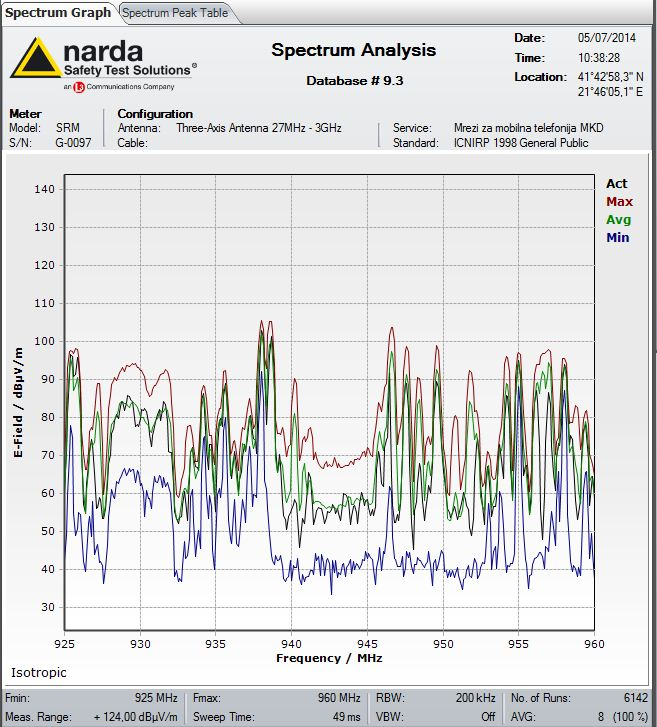 Spectrum Graph Spectrum Peak Table
narda
Safety Test Solutions®
an L3 Communications Company
Spectrum Analysis
Database # 9.3
Date: 05/07/2014
Time: 10:38:28
Location: 41°42'58,3" N
21°46'05,1" E
Meter
Model: SRM
S/N: G-0097
Configuration
Antenna: Three-Axis Antenna 27MHz - 3GHz
Cable:
Service: Mrezi za mobilna telefonija MKD
Standard: ICNIRP 1998 General Public
Act
Max
Avg
Min
E-Field / dBµV/m
140
130
120
110
100
90
80
70
60
50
40
30
925 930 935 940 945 950 955 960
Frequency / MHz
Isotropic
Fmin: 925 MHz Fmax: 960 MHz RBW: 200 kHz No. of Runs: 6142
Meas. Range: + 124,00 dBµV/m Sweep Time: 49 ms VBW: Off AVG: 8 (100 %)